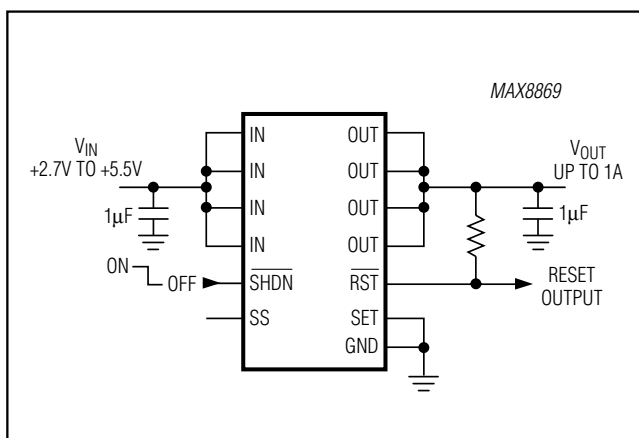 MAX8869
VIN
+2.7V TO +5.5V
1µF
IN
IN
IN
IN
SHDN
SS
OUT
OUT
OUT
OUT
RST
SET
GND
VOUT
UP TO 1A
1µF
ON
OFF
RESET
OUTPUT